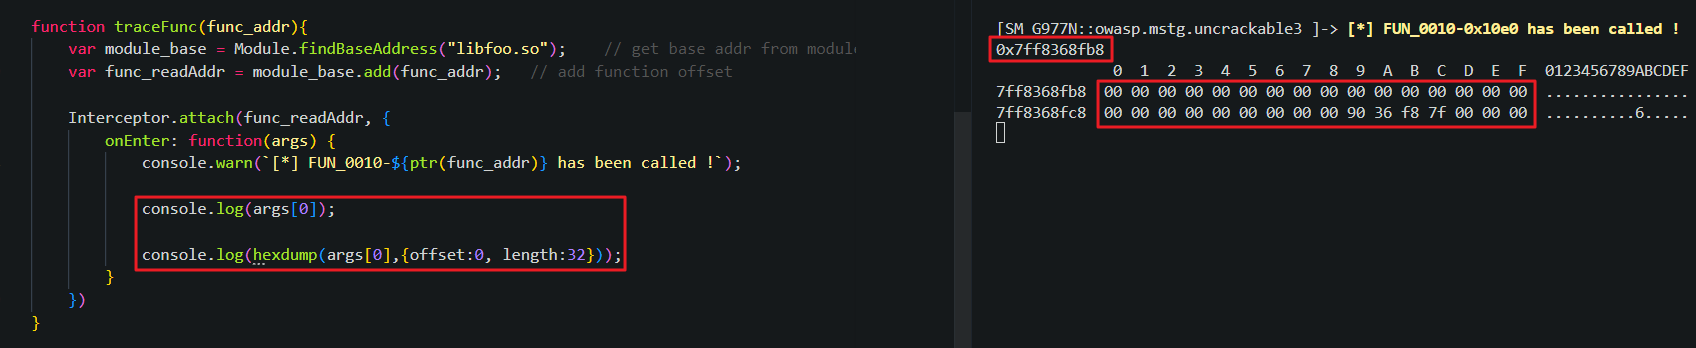 function traceFunc(func_addr){
    var module_base = Module.findBaseAddress("libfoo.so");    // get base addr from module
    var func_readAddr = module_base.add(func_addr);   // add function offset
    Interceptor.attach(func_readAddr, {
        onEnter: function(args) {
            console.warn(`[*] FUN_0010-${ptr(func_addr)} has been called !`);
            console.log(args[0]);
            console.log(hexdump(args[0],{offset:0, length:32}));
        }
    })
}
[SM G977N::owasp.mstg.uncrackable3 ]-> [*] FUN_0010-0x10e0 has been called !
0x7ff8368fb8
             0  1  2  3  4  5  6  7  8  9  A  B  C  D  E  F  0123456789ABCDEF
7ff8368fb8  00 00 00 00 00 00 00 00 00 00 00 00 00 00 00 00  ................
7ff8368fc8  00 00 00 00 00 00 00 00 00 90 36 f8 7f 00 00 00  ..........6.....